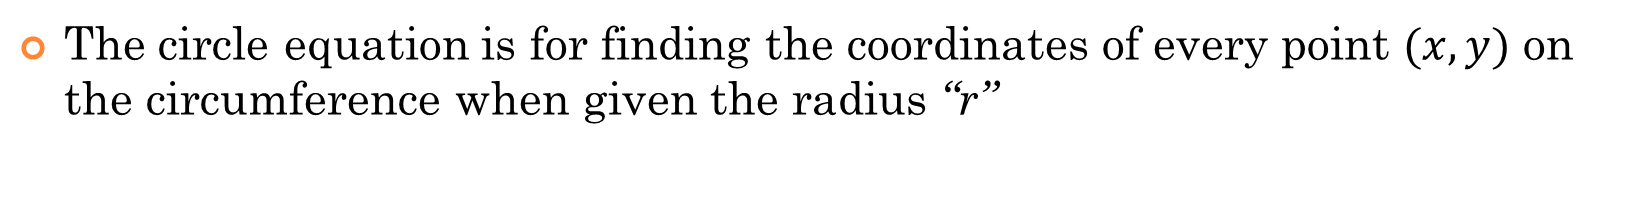 The circle equation is for finding the coordinates of every point (x, y) on
the circumference when given the radius “r”